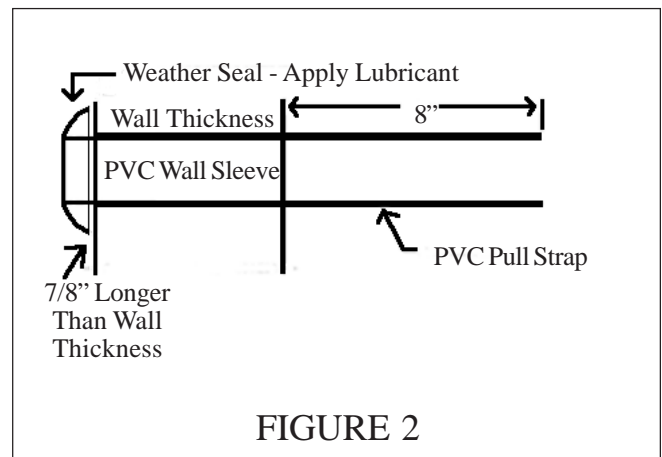 Weather Seal - Apply Lubricant
Wall Thickness
8”
PVC Wall Sleeve
PVC Pull Strap
7/8” Longer
Than Wall
Thickness
FIGURE 2